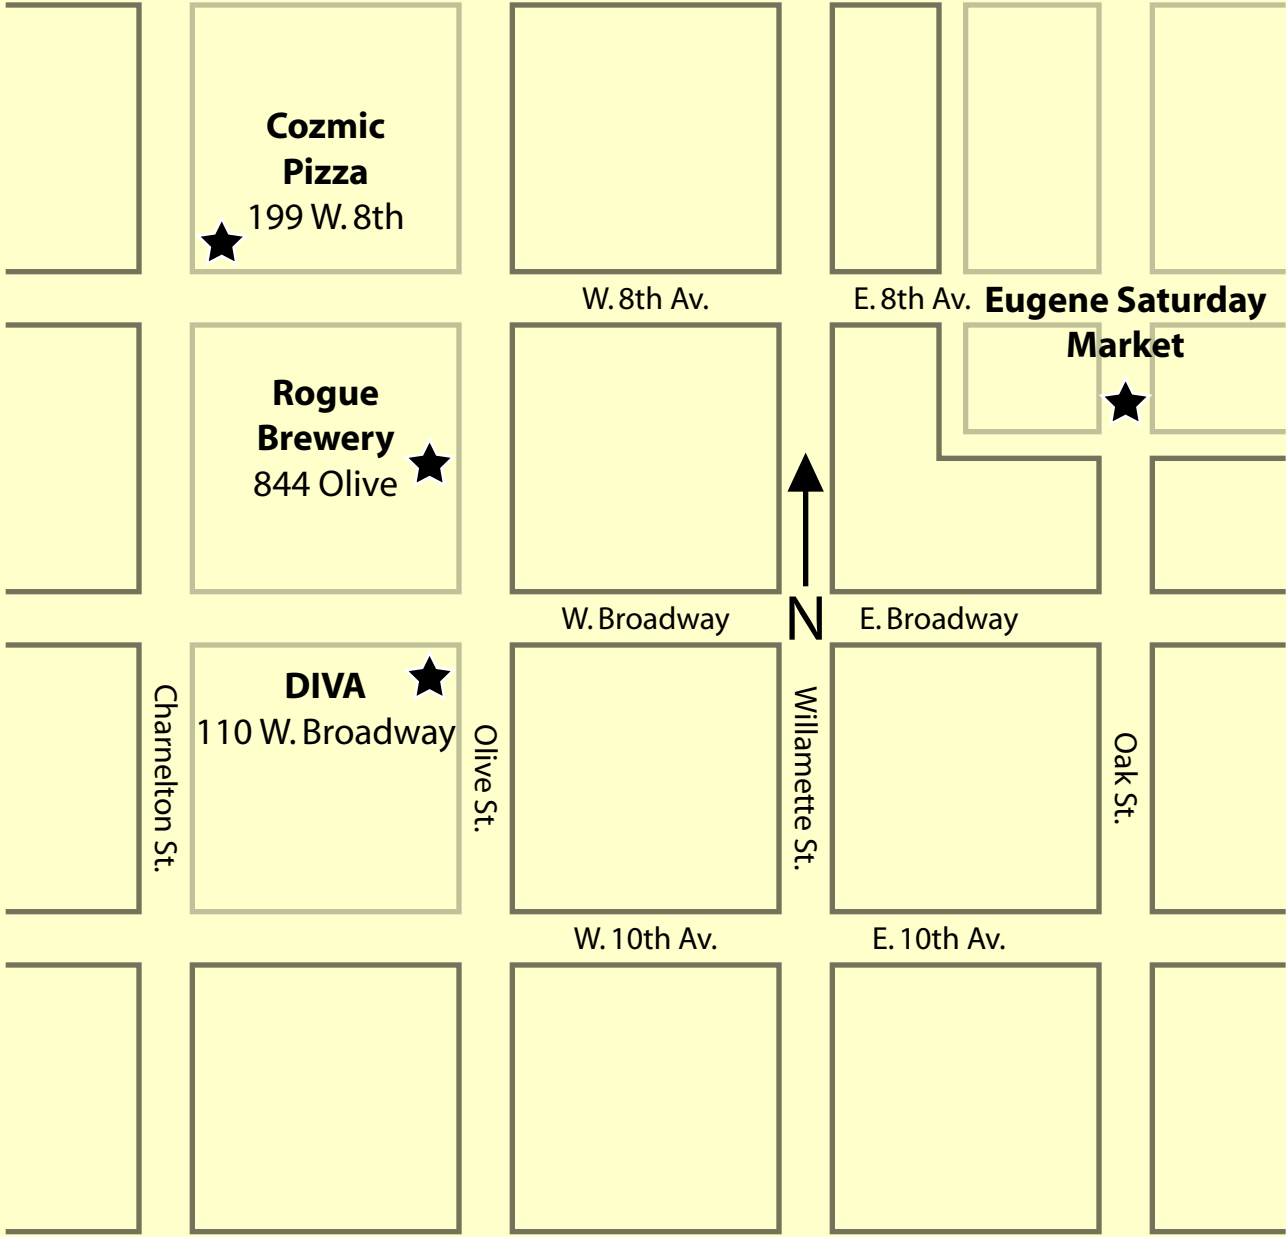 Cozmic
Pizza
199 W. 8th
W. 8th Av.
E. 8th Av.
Eugene Saturday
Market
Rogue
Brewery
844 Olive
W. Broadway
N
E. Broadway
DIVA
110 W. Broadway
Charnelton St.
Olive St.
Willamette St.
Oak St.
W. 10th Av.
E. 10th Av.